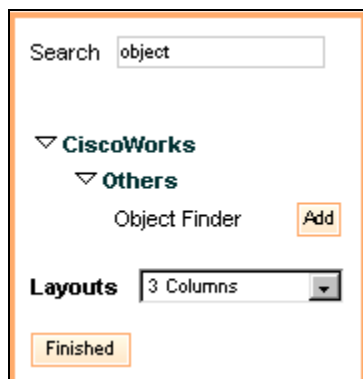 Search object
CiscoWorks
Others
Object Finder Add
Layouts 3 Columns
Finished